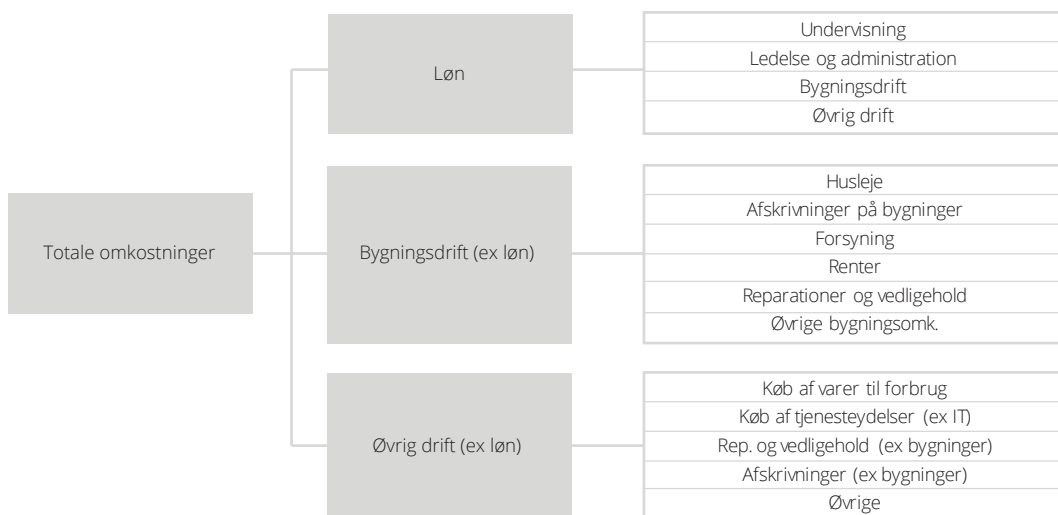 Totale omkostninger
Løn
Undervisning
Ledelse og administration
Bygningsdrift
Øvrig drift
Bygningsdrift (ex løn)
Husleje
Afskrivninger på bygninger
Forsyning
Renter
Reparationer og vedligehold
Øvrige bygningsomk.
Øvrig drift (ex løn)
Køb af varer til forbrug
Køb af tjenesteydelser (ex IT)
Rep. og vedligehold (ex bygninger)
Afskrivninger (ex bygninger)
Øvrige